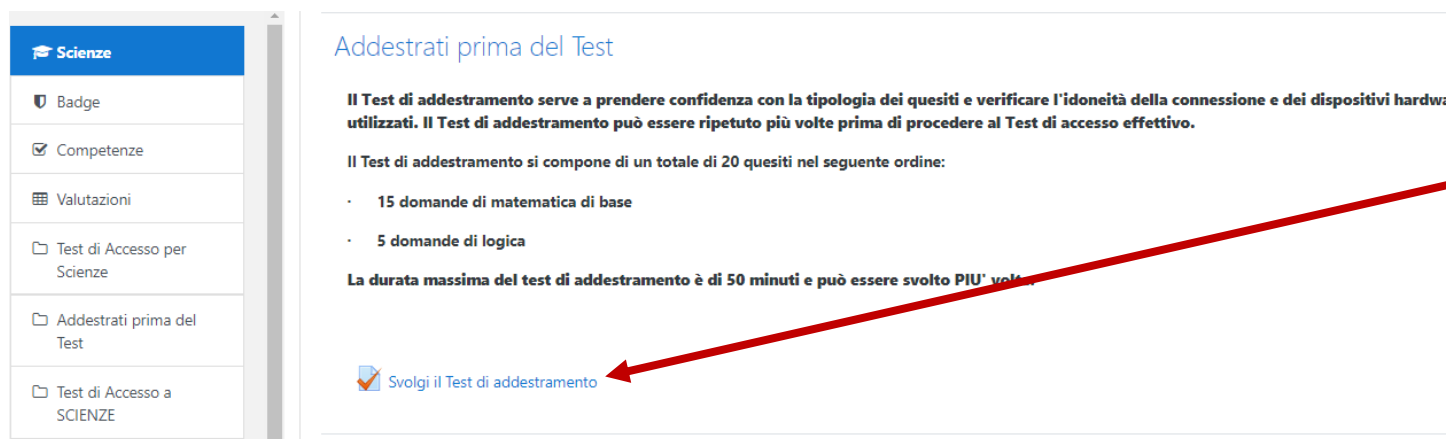 Scienze
Badge
Competenze
Valutazioni
Test di Accesso per
Scienze
Addestrati prima del
Test
Test di Accesso a
SCIENZE
Addestrati prima del Test
Il Test di addestramento serve a prendere confidenza con la tipologia dei quesiti e verificare l'idoneità della connessione e dei dispositivi
utilizzati. Il Test di addestramento può essere ripetuto più volte prima di procedere al Test di accesso effettivo.
Il Test di addestramento si compone di un totale di 20 quesiti nel seguente ordine:
· 15 domande di matematica di base
· 5 domande di logica
La durata massima del test di addestramento è di 50 minuti e può essere svolto PIU' volte.
Svolgi il Test di addestramento